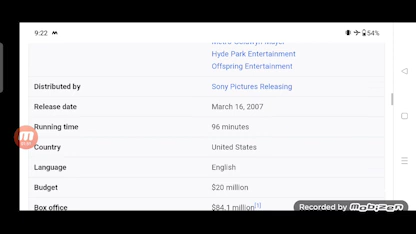 9:22 54%
Metro-Goldwyn-Mayer
Hyde Park Entertainment
Offspring Entertainment
Distributed by Sony Pictures Releasing
Release date March 16, 2007
Running time 96 minutes
Country United States
Language English
Budget $20 million
Box office $84.1 million[1]
Recorded by Mobizen